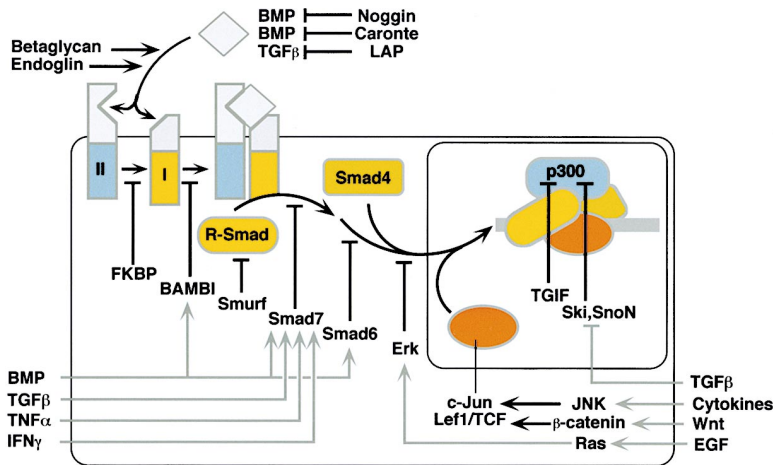 BMP Noggin
BMP Caronte
TGFβ LAP
Betaglycan
Endoglin
II
I
Smad4
p300
R-Smad
FKBP
BAMBI
Smurf
Smad7
Smad6
Erk
TGIF
Ski,SnoN
BMP
TGFβ
TNFα
IFNγ
TGFβ
c-Jun JNK Cytokines
Lef1/TCF β-catenin Wnt
Ras EGF